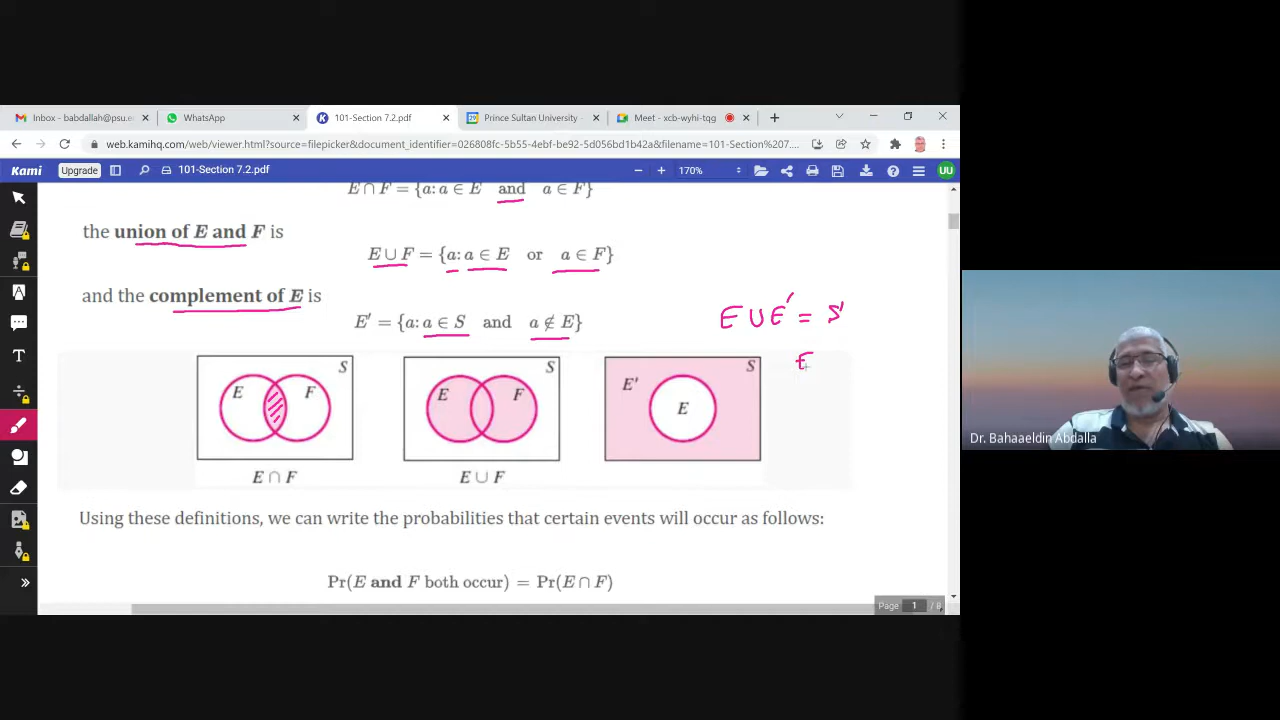 Inbox - babdallah@psu.e
WhatsApp
101-Section 7.2.pdf
Prince Sultan University -
Meet - xcb-wyhi-tqg
web.kamihq.com/web/viewer.html?source=filepicker&document_identifier=026808fc-5b55-4ebf-be92-5d056bd1b42a&filename=101-Section%207....
Kami
Upgrade
101-Section 7.2.pdf
170%
UU
E ∩ F = {a: a ∈ E and a ∈ F}
the union of E and F is
E ∪ F = {a: a ∈ E or a ∈ F}
and the complement of E is
E′ = {a: a ∈ S and a ∉ E}
E ∪ E′ = S'
E
E F S
E F S
E′ E S
E ∩ F
E ∪ F
Using these definitions, we can write the probabilities that certain events will occur as follows:
Pr(E and F both occur) = Pr(E ∩ F)
Page 1 / 8
Dr. Bahaaeldin Abdalla